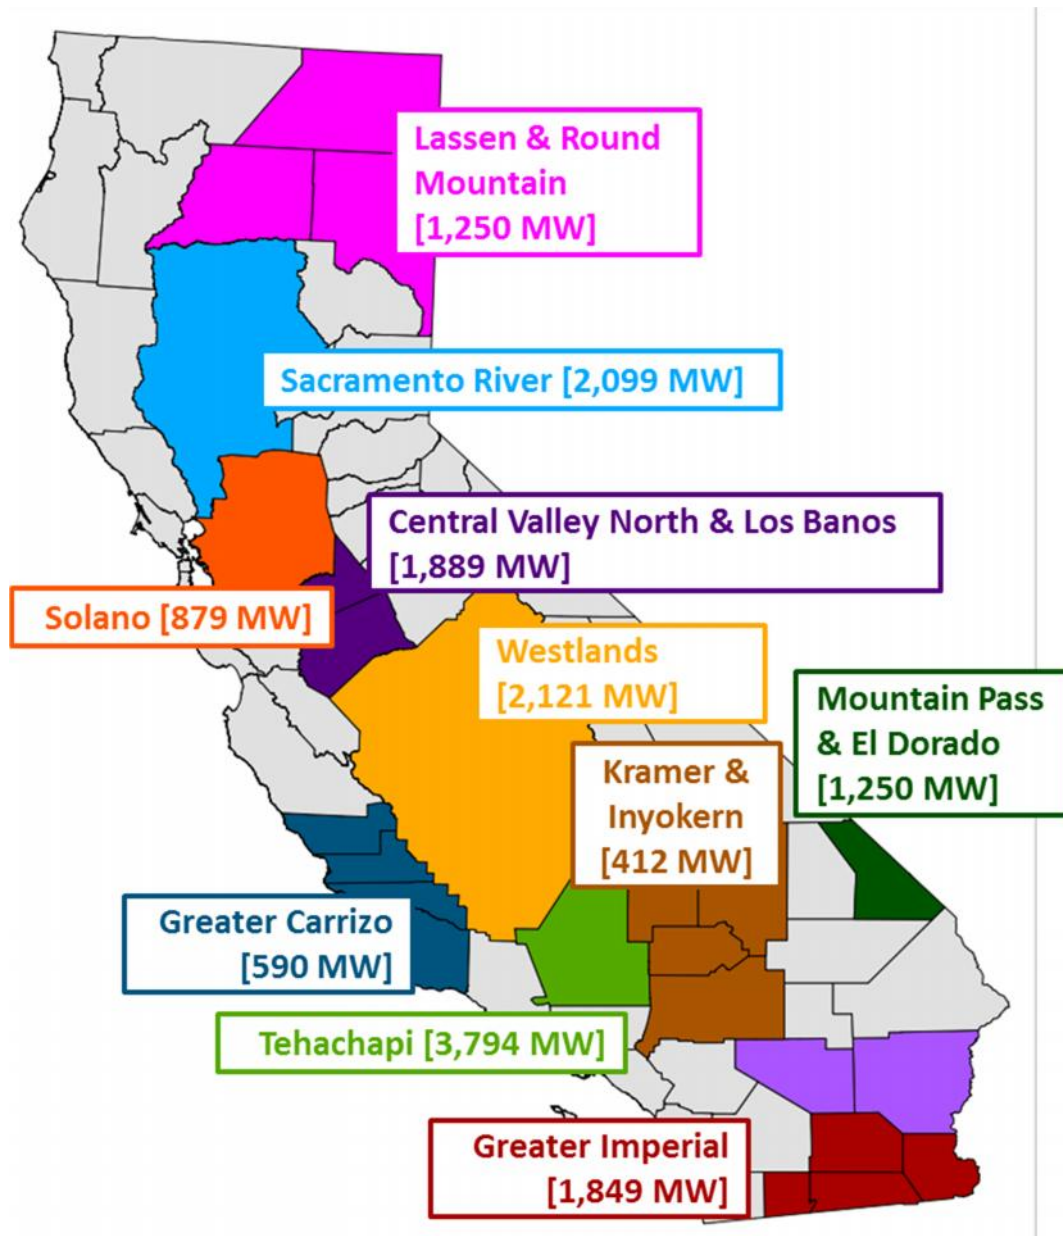 Lassen & Round
Mountain
[1,250 MW]
Sacramento River [2,099 MW]
Central Valley North & Los Banos
[1,889 MW]
Solano [879 MW]
Westlands
[2,121 MW]
Mountain Pass
& El Dorado
[1,250 MW]
Kramer &
Inyokern
[412 MW]
Greater Carrizo
[590 MW]
Tehachapi [3,794 MW]
Greater Imperial
[1,849 MW]